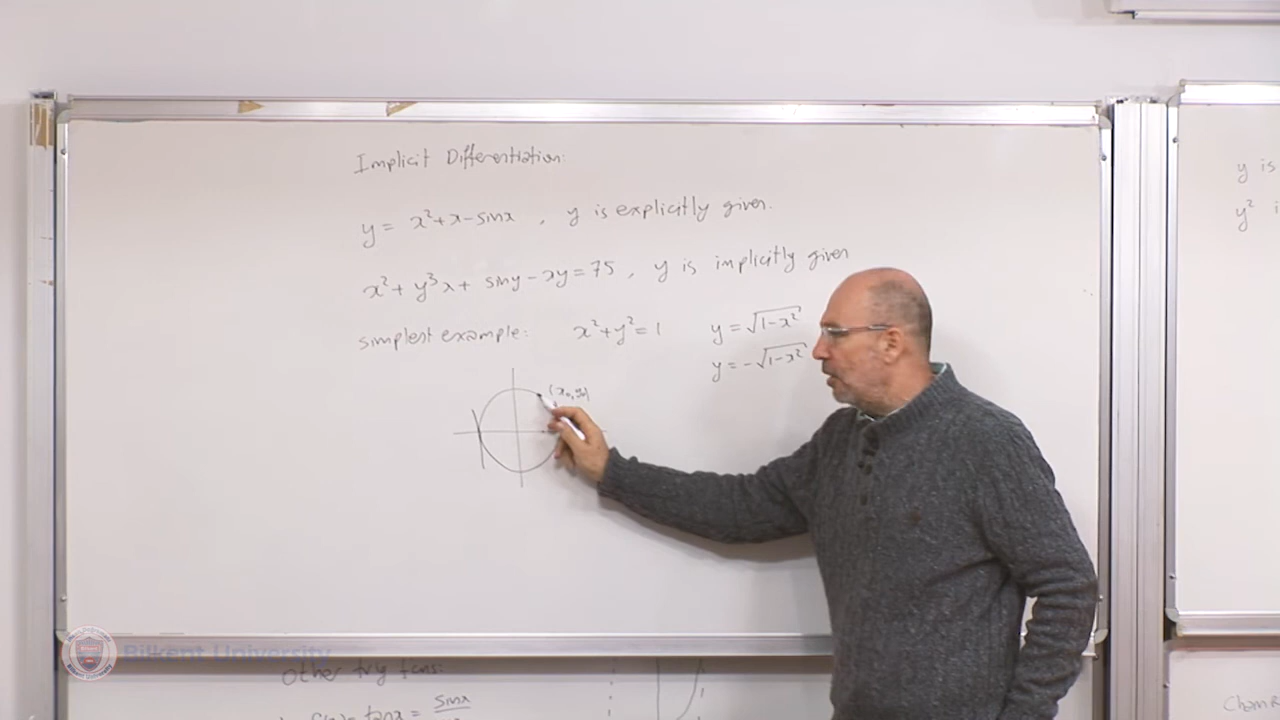 Implicit Differentiation:
y = x²+x-sinx , y is explicitly given.
x² + y³x + siny - xy = 75 , y is implicitly given
simplest example: x²+y²=1 y = √1-x²
y = -√1-x²
(x₀,y₀)
y is
y²
Bilkent University
Other trig fcns:
tanx = sinx
Chain R